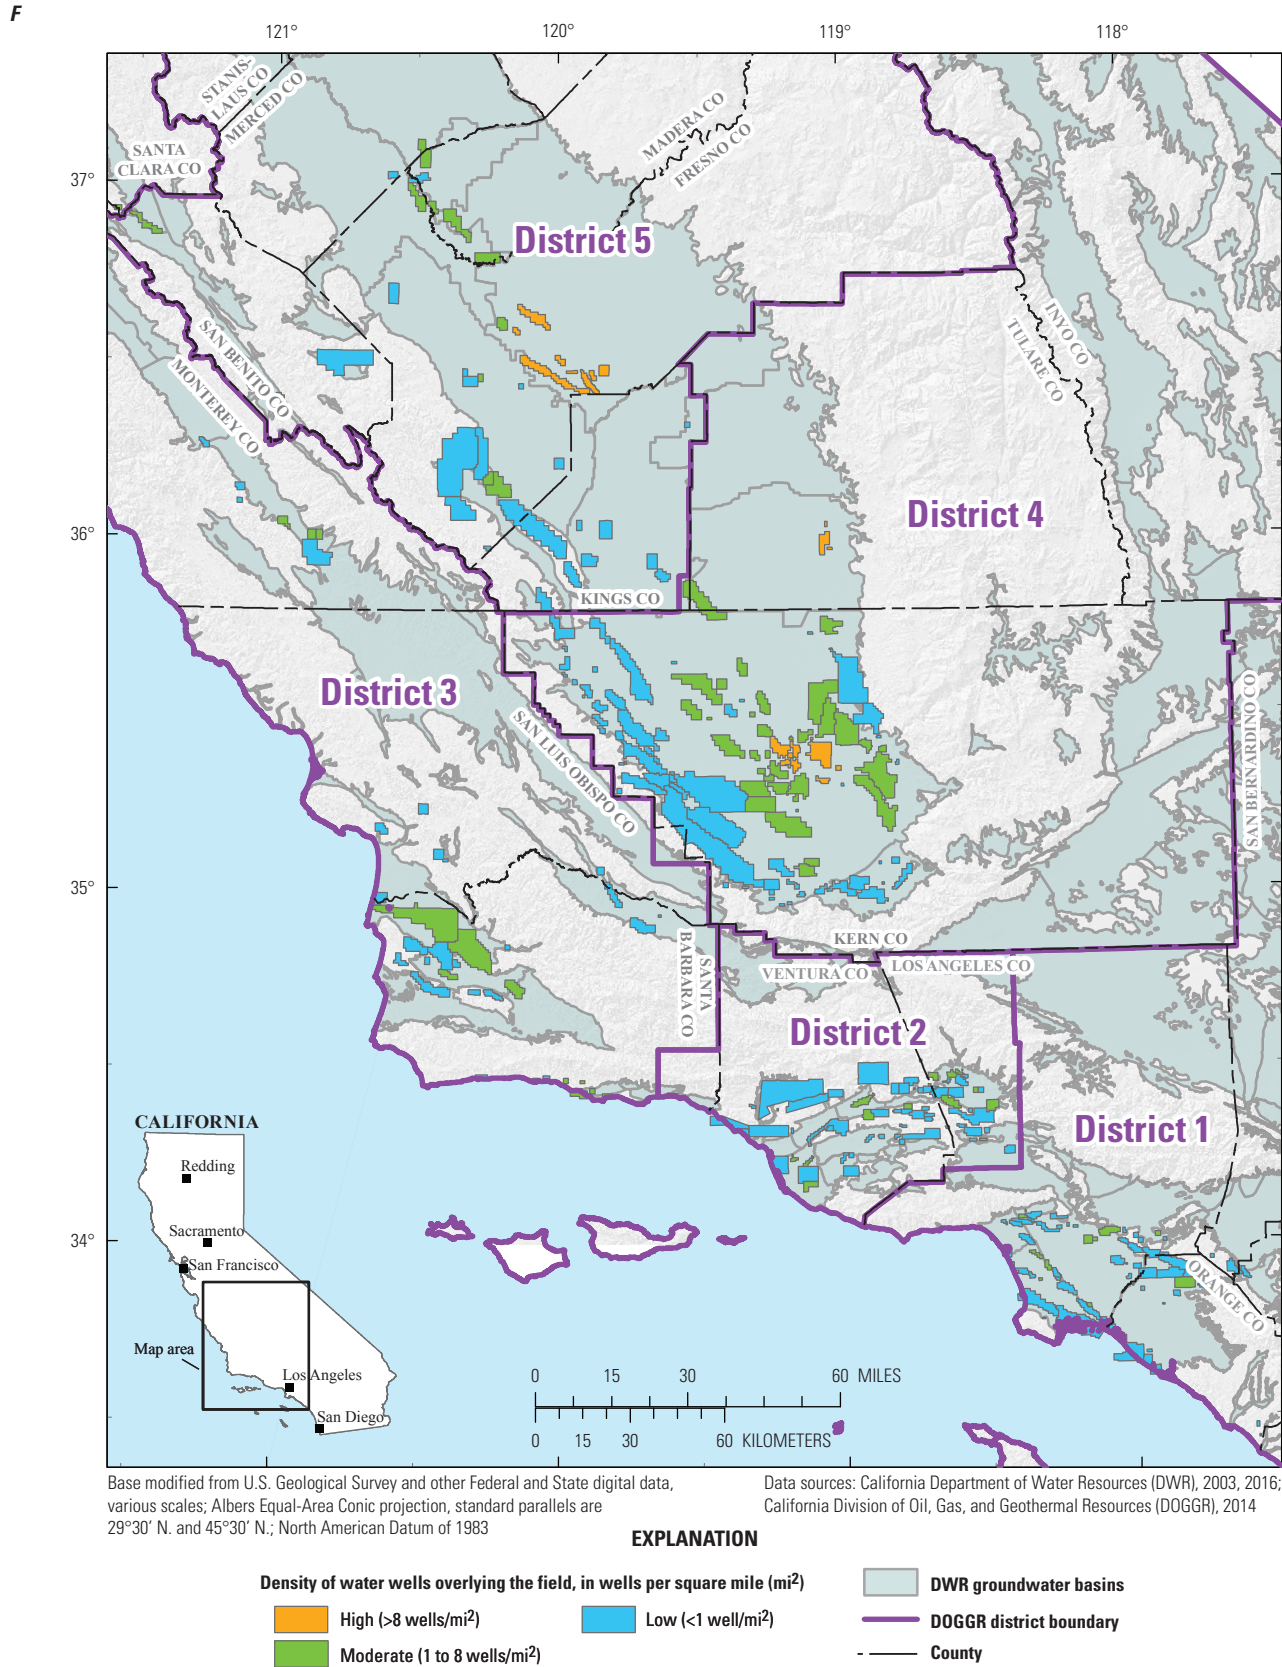 F
121°
120°
119°
118°
STANIS-
LAUS CO
MERCED CO
MADERA CO
FRESNO CO
SANTA
CLARA CO
37°
District 5
INYO CO
TULARE CO
SAN BENITO CO
MONTEREY CO
District 4
36°
KINGS CO
District 3
SAN LUIS OBISPO CO
SAN BERNARDINO CO
35°
KERN CO
SANTA
BARBARA CO
VENTURA CO
LOS ANGELES CO
District 2
District 1
CALIFORNIA
Redding
Sacramento
San Francisco
34°
ORANGE CO
Map area
Los Angeles
San Diego
0 15 30 60 MILES
0 15 30 60 KILOMETERS
Base modified from U.S. Geological Survey and other Federal and State digital data,
various scales; Albers Equal-Area Conic projection, standard parallels are
29°30’ N. and 45°30’ N.; North American Datum of 1983
Data sources: California Department of Water Resources (DWR), 2003, 2016;
California Division of Oil, Gas, and Geothermal Resources (DOGGR), 2014
EXPLANATION
Density of water wells overlying the field, in wells per square mile (mi²)
High (>8 wells/mi²)
Moderate (1 to 8 wells/mi²)
Low (<1 well/mi²)
DWR groundwater basins
DOGGR district boundary
County